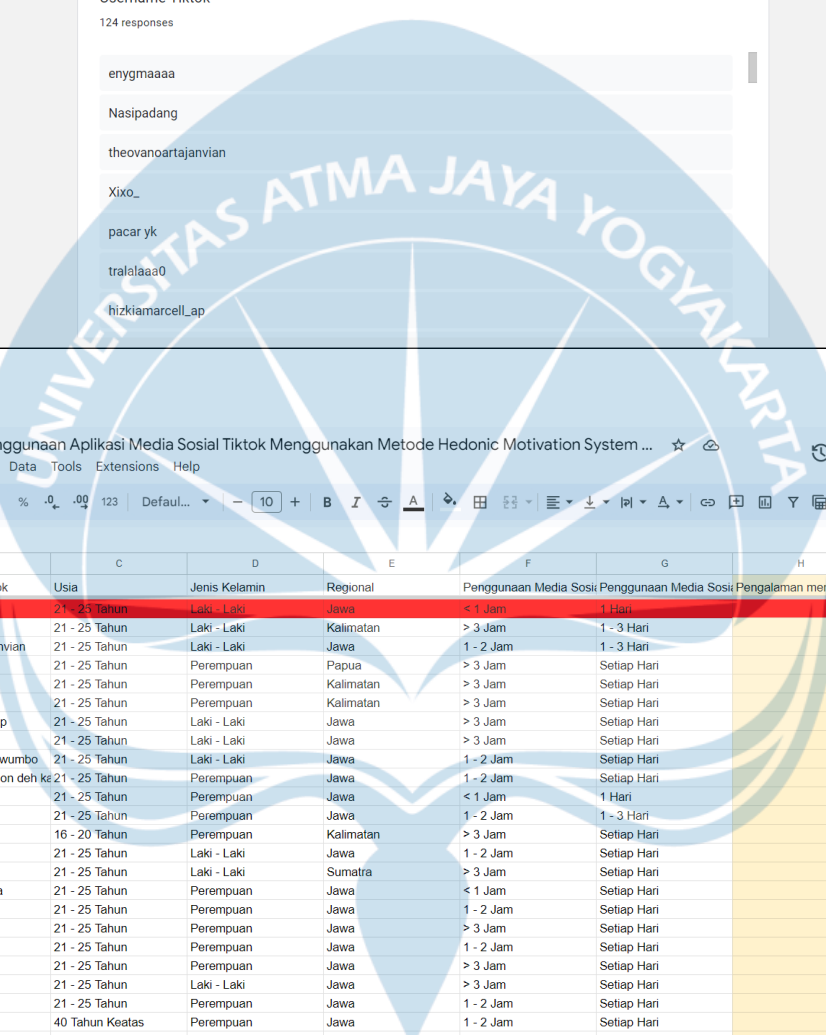 Username Tiktok
124 responses
enygmaaaa
Nasipadang
theovanoartajanvian
Xixo_
pacar yk
tralalaaa0
hizkiamarcell_ap
UNIVERSITAS ATMA JAYA YOGYAKARTA
nggunaan Aplikasi Media Sosial Tiktok Menggunakan Metode Hedonic Motivation System ...
Data Tools Extensions Help
% .0 .00 123 Defaul... − 10 + B I S A
C D E F G H
ok Usia Jenis Kelamin Regional Penggunaan Media Sosia Penggunaan Media Sosia Pengalaman men
21 - 25 Tahun Laki - Laki Jawa < 1 Jam 1 Hari
21 - 25 Tahun Laki - Laki Kalimatan > 3 Jam 1 - 3 Hari
nvian 21 - 25 Tahun Laki - Laki Jawa 1 - 2 Jam 1 - 3 Hari
21 - 25 Tahun Perempuan Papua > 3 Jam Setiap Hari
21 - 25 Tahun Perempuan Kalimatan > 3 Jam Setiap Hari
21 - 25 Tahun Perempuan Kalimatan > 3 Jam Setiap Hari
p 21 - 25 Tahun Laki - Laki Jawa > 3 Jam Setiap Hari
21 - 25 Tahun Laki - Laki Jawa > 3 Jam Setiap Hari
wumbo 21 - 25 Tahun Laki - Laki Jawa 1 - 2 Jam Setiap Hari
on deh ka 21 - 25 Tahun Perempuan Jawa 1 - 2 Jam Setiap Hari
21 - 25 Tahun Perempuan Jawa < 1 Jam 1 Hari
21 - 25 Tahun Perempuan Jawa 1 - 2 Jam 1 - 3 Hari
16 - 20 Tahun Perempuan Kalimatan > 3 Jam Setiap Hari
21 - 25 Tahun Laki - Laki Jawa 1 - 2 Jam Setiap Hari
21 - 25 Tahun Laki - Laki Sumatra > 3 Jam Setiap Hari
a 21 - 25 Tahun Perempuan Jawa < 1 Jam Setiap Hari
21 - 25 Tahun Perempuan Jawa 1 - 2 Jam Setiap Hari
21 - 25 Tahun Perempuan Jawa > 3 Jam Setiap Hari
21 - 25 Tahun Perempuan Jawa 1 - 2 Jam Setiap Hari
21 - 25 Tahun Perempuan Jawa > 3 Jam Setiap Hari
21 - 25 Tahun Laki - Laki Jawa > 3 Jam Setiap Hari
21 - 25 Tahun Perempuan Jawa 1 - 2 Jam Setiap Hari
40 Tahun Keatas Perempuan Jawa 1 - 2 Jam Setiap Hari